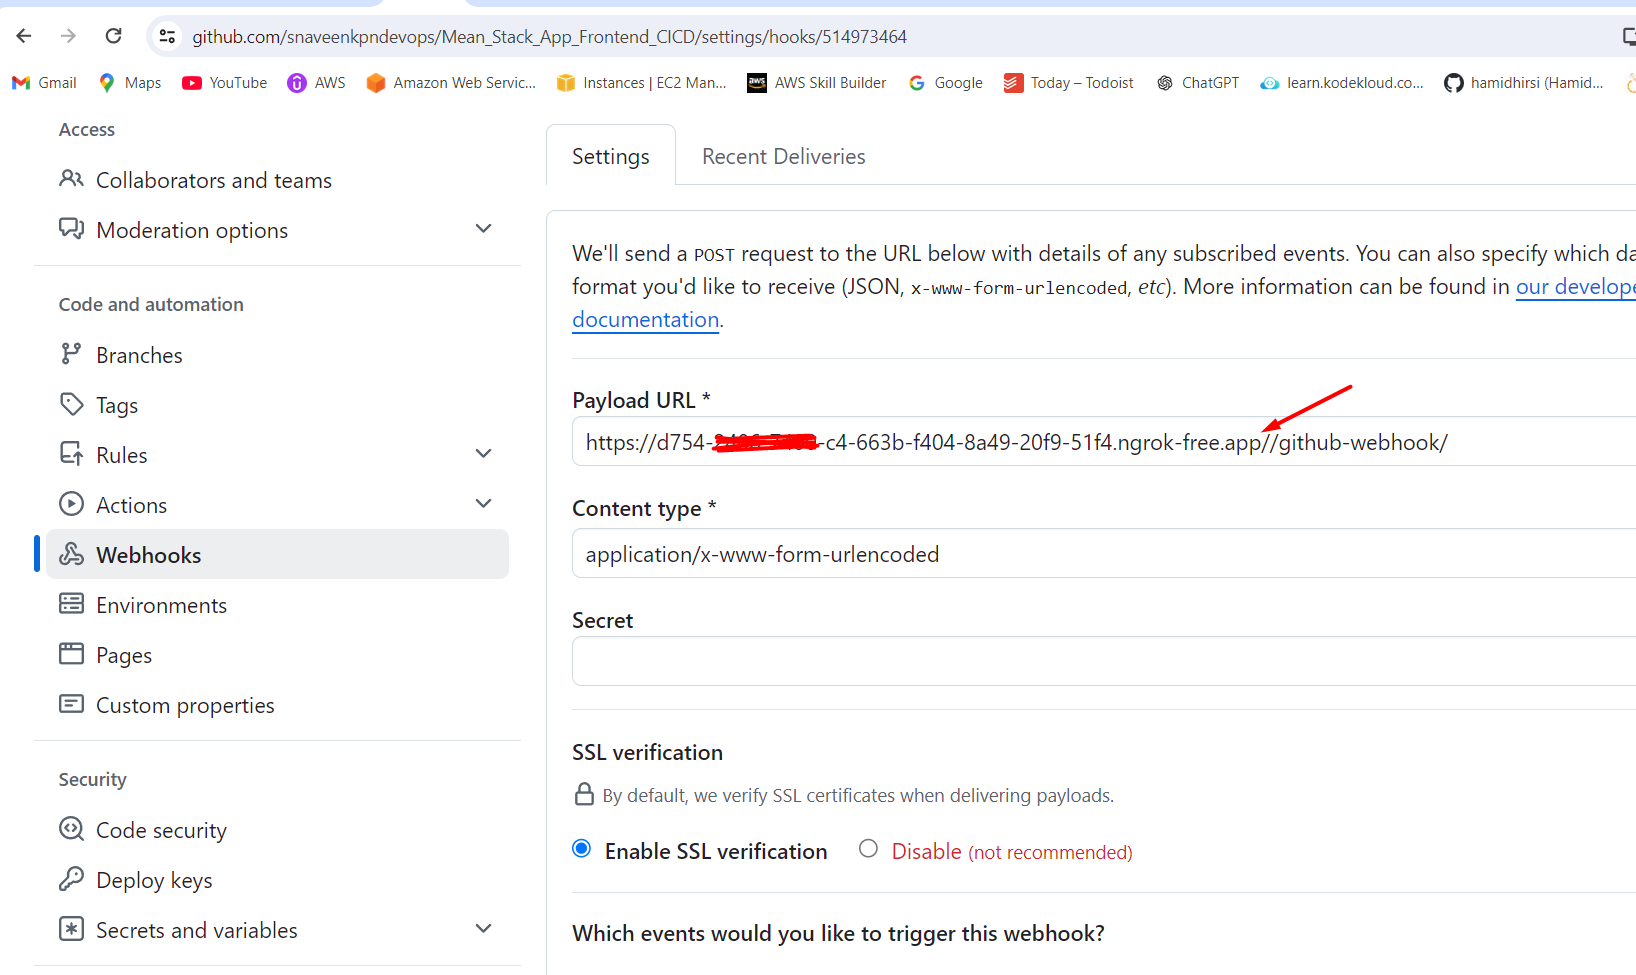 github.com/snaveenkpndevops/Mean_Stack_App_Frontend_CICD/settings/hooks/514973464
Gmail Maps YouTube AWS Amazon Web Servic... Instances | EC2 Man... AWS Skill Builder Google Today – Todoist ChatGPT learn.kodekloud.co... hamidhirsi (Hamid...
Access
Collaborators and teams
Moderation options
Code and automation
Branches
Tags
Rules
Actions
Webhooks
Environments
Pages
Custom properties
Security
Code security
Deploy keys
Secrets and variables
Settings Recent Deliveries
We'll send a POST request to the URL below with details of any subscribed events. You can also specify which da
format you'd like to receive (JSON, x-www-form-urlencoded, etc). More information can be found in our develope
documentation.
Payload URL *
https://d754- -c4-663b-f404-8a49-20f9-51f4.ngrok-free.app//github-webhook/
Content type *
application/x-www-form-urlencoded
Secret
SSL verification
By default, we verify SSL certificates when delivering payloads.
Enable SSL verification Disable (not recommended)
Which events would you like to trigger this webhook?